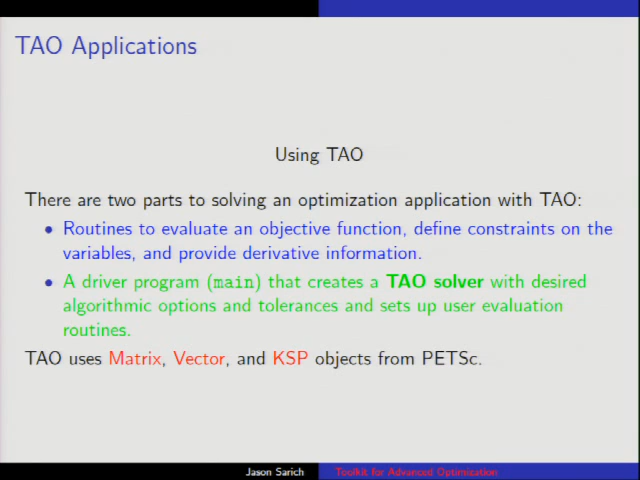 TAO Applications
Using TAO
There are two parts to solving an optimization application with TAO:
• Routines to evaluate an objective function, define constraints on the
variables, and provide derivative information.
• A driver program (main) that creates a TAO solver with desired
algorithmic options and tolerances and sets up user evaluation
routines.
TAO uses Matrix, Vector, and KSP objects from PETSc.
Jason Sarich Toolkit for Advanced Optimization